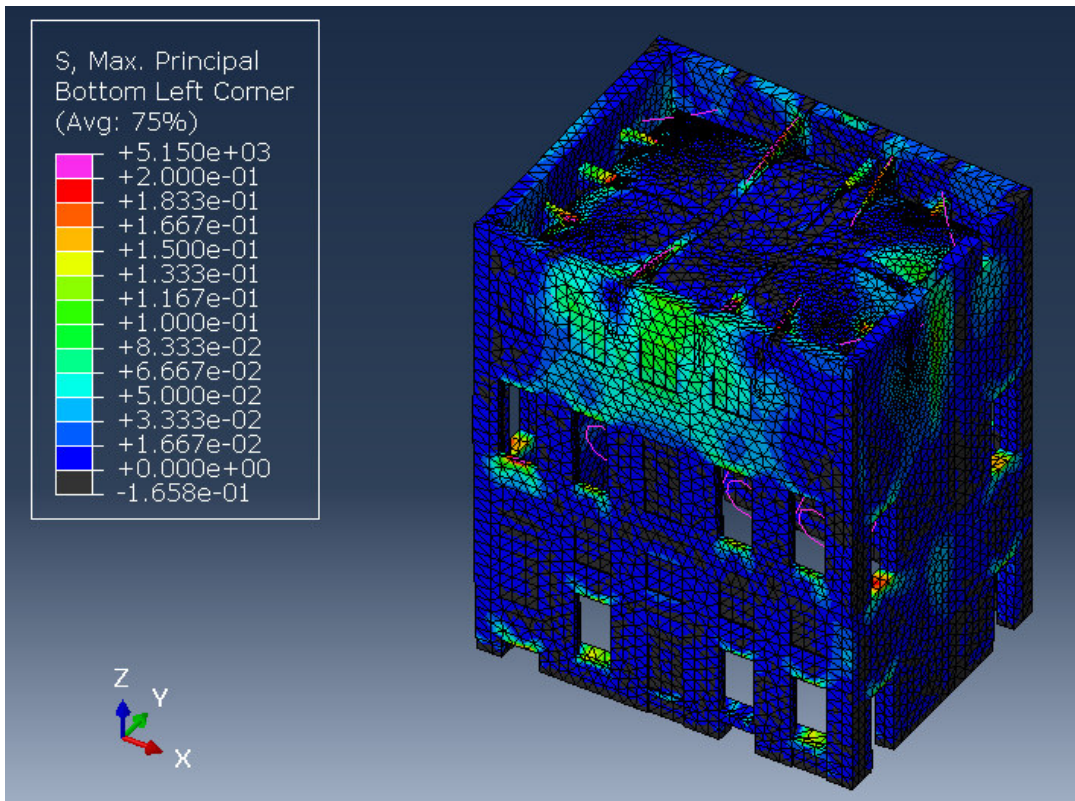 S, Max. Principal
Bottom Left Corner
(Avg: 75%)
+5.150e+03
+2.000e-01
+1.833e-01
+1.667e-01
+1.500e-01
+1.333e-01
+1.167e-01
+1.000e-01
+8.333e-02
+6.667e-02
+5.000e-02
+3.333e-02
+1.667e-02
+0.000e+00
-1.658e-01
Z
Y
X